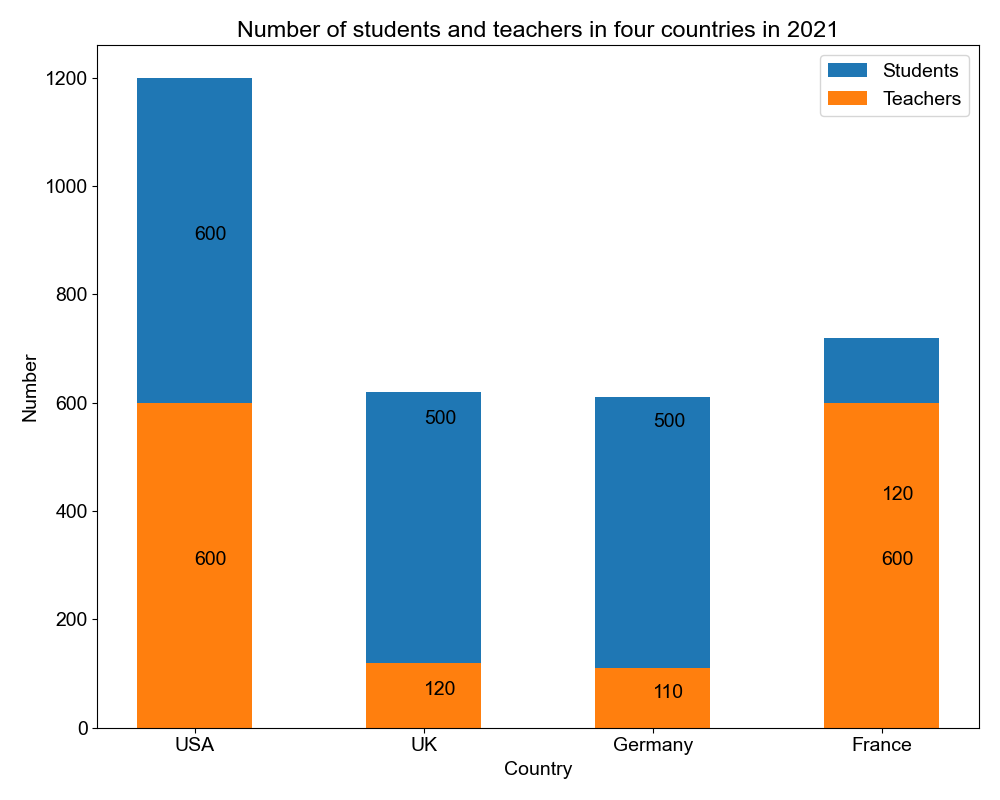 Number of students and teachers in four countries in 2021
Students
Teachers
1200
1000
800
600
400
200
0
Number
600
600
500
120
500
110
120
600
USA
UK
Germany
France
Country